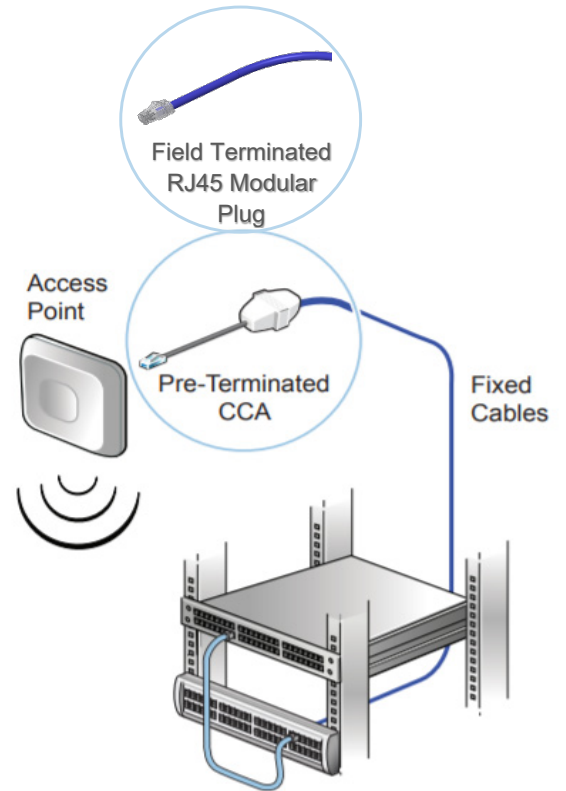 Field Terminated
RJ45 Modular
Plug
Access
Point
Pre-Terminated
CCA
Fixed
Cables